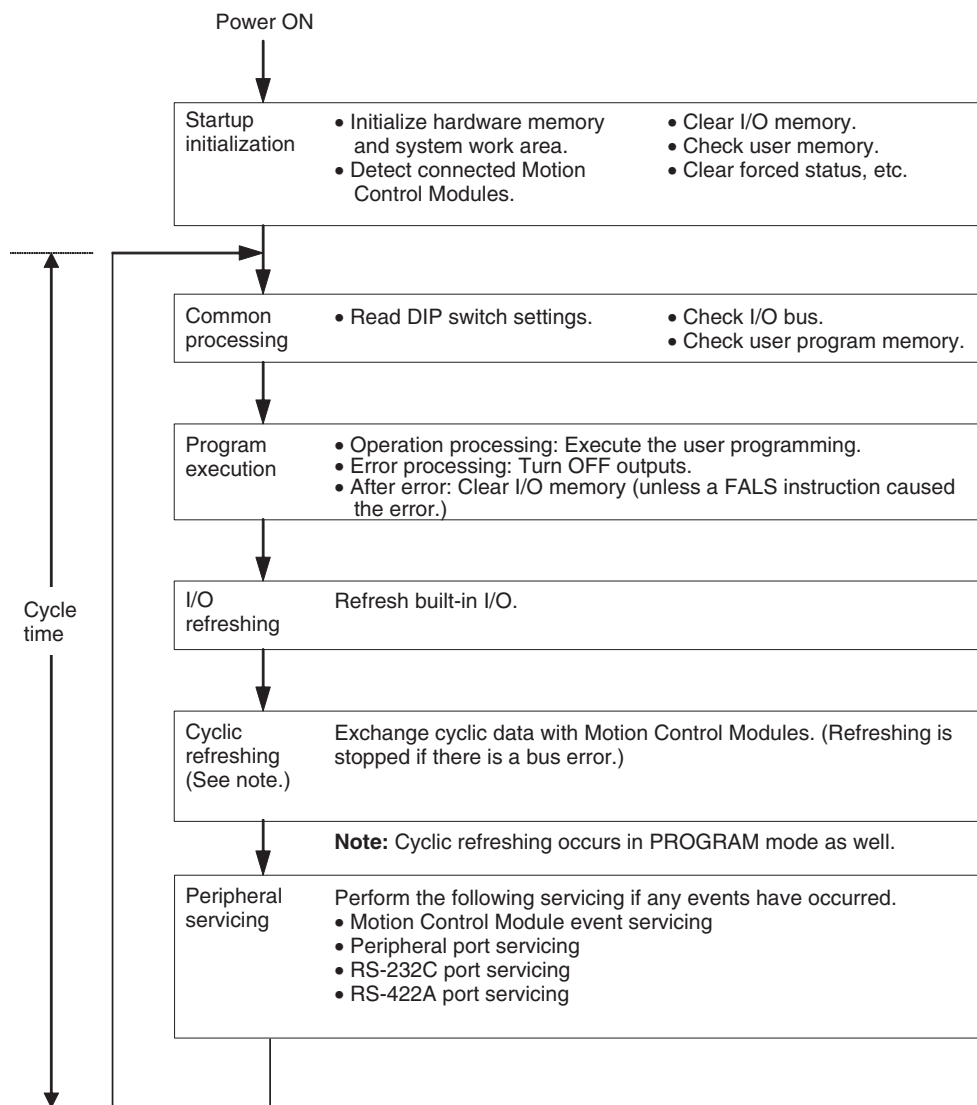 Power ON
Startup
initialization
• Initialize hardware memory
and system work area.
• Detect connected Motion
Control Modules.
• Clear I/O memory.
• Check user memory.
• Clear forced status, etc.
Common
processing
• Read DIP switch settings.
• Check I/O bus.
• Check user program memory.
Program
execution
• Operation processing: Execute the user programming.
• Error processing: Turn OFF outputs.
• After error: Clear I/O memory (unless a FALS instruction caused
the error.)
Cycle
time
I/O
refreshing
Refresh built-in I/O.
Cyclic
refreshing
(See note.)
Exchange cyclic data with Motion Control Modules. (Refreshing is
stopped if there is a bus error.)
Note: Cyclic refreshing occurs in PROGRAM mode as well.
Peripheral
servicing
Perform the following servicing if any events have occurred.
• Motion Control Module event servicing
• Peripheral port servicing
• RS-232C port servicing
• RS-422A port servicing